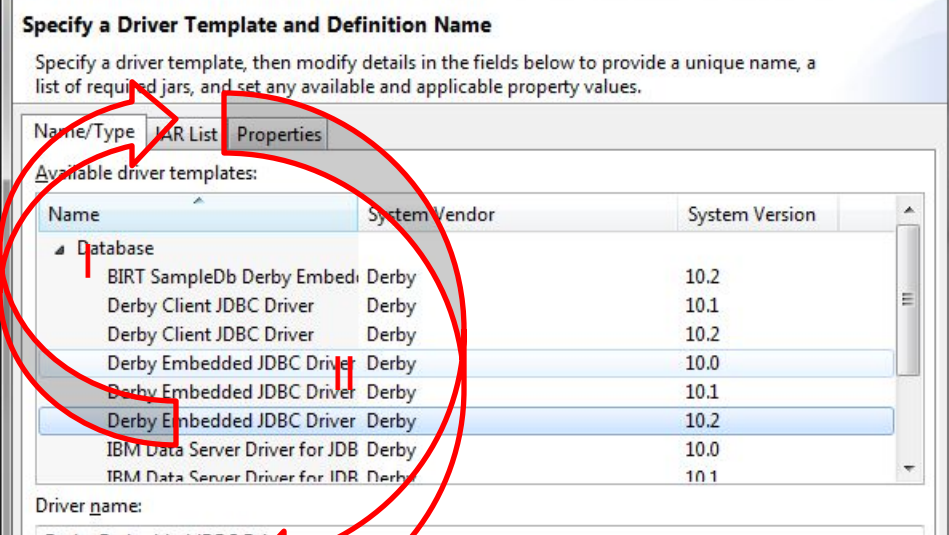 Specify a Driver Template and Definition Name
Specify a driver template, then modify details in the fields below to provide a unique name, a
list of required jars, and set any available and applicable property values.
Name/Type JAR List Properties
Available driver templates:
Name System Vendor System Version
Database
I
BIRT SampleDb Derby Embed Derby 10.2
Derby Client JDBC Driver Derby 10.1
Derby Client JDBC Driver Derby 10.2
Derby Embedded JDBC Driver Derby 10.0
II
Derby Embedded JDBC Driver Derby 10.1
Derby Embedded JDBC Driver Derby 10.2
IBM Data Server Driver for JDB Derby 10.0
IBM Data Server Driver for JDB Derby 10.1
Driver name: